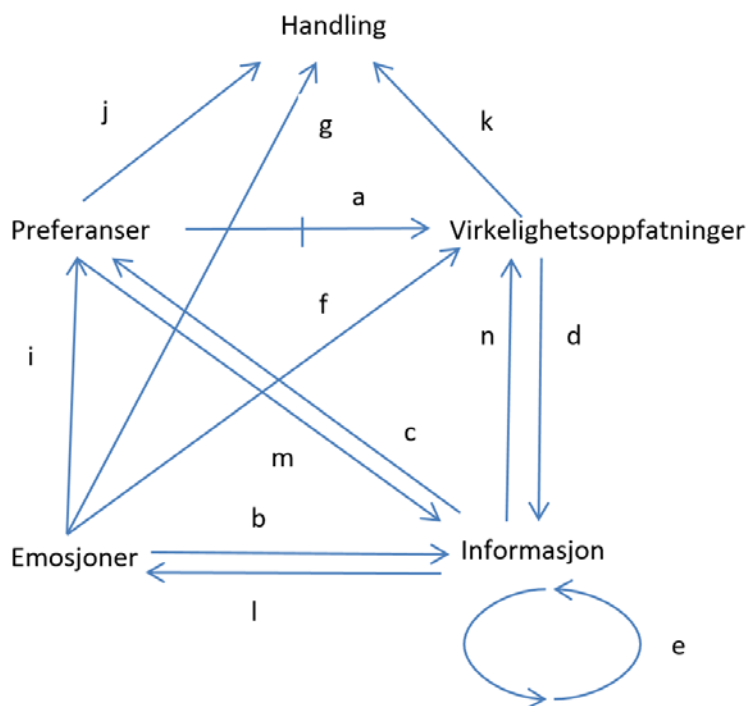 Handling
j
g
k
a
Preferanser
Virkelighetsoppfatninger
f
n
d
i
c
m
b
Emosjoner
Informasjon
l
e